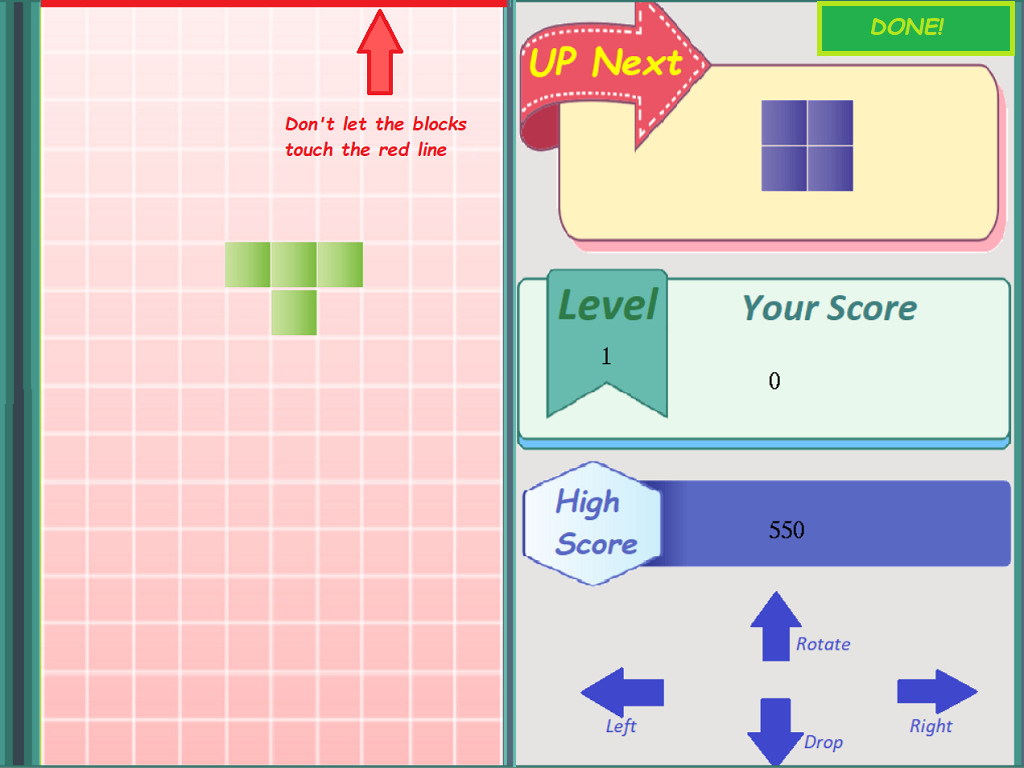 Don't let the blocks
touch the red line
UP Next
DONE!
Level
1
Your Score
0
High
Score
550
Rotate
Left
Right
Drop